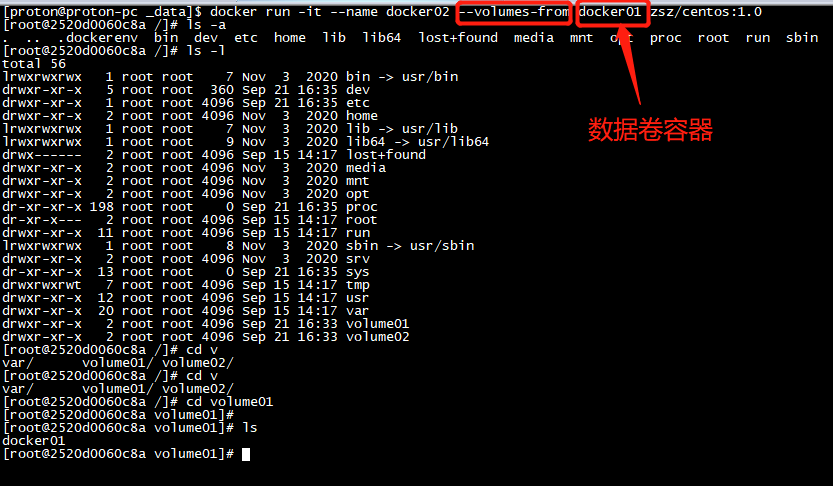 [proton@proton-pc _data]$ docker run -it --name docker02 --volumes-from docker01 zsz/centos:1.0
[root@2520d0060c8a /]# ls -a
.  ..  .dockerenv  bin  dev  etc  home  lib  lib64  lost+found  media  mnt  opt  proc  root  run  sbin
[root@2520d0060c8a /]# ls -l
total 56
lrwxrwxrwx   1 root root    7 Nov  3  2020 bin -> usr/bin
drwxr-xr-x   5 root root  360 Sep 21 16:35 dev
drwxr-xr-x   1 root root 4096 Sep 21 16:35 etc
drwxr-xr-x   2 root root 4096 Nov  3  2020 home
lrwxrwxrwx   1 root root    7 Nov  3  2020 lib -> usr/lib
lrwxrwxrwx   1 root root    9 Nov  3  2020 lib64 -> usr/lib64
drwx------   2 root root 4096 Sep 15 14:17 lost+found
drwxr-xr-x   2 root root 4096 Nov  3  2020 media
drwxr-xr-x   2 root root 4096 Nov  3  2020 mnt
drwxr-xr-x   2 root root 4096 Nov  3  2020 opt
dr-xr-xr-x 198 root root    0 Sep 21 16:35 proc
dr-xr-x---   2 root root 4096 Sep 15 14:17 root
drwxr-xr-x  11 root root 4096 Sep 15 14:17 run
lrwxrwxrwx   1 root root    8 Nov  3  2020 sbin -> usr/sbin
drwxr-xr-x   2 root root 4096 Nov  3  2020 srv
dr-xr-xr-x  13 root root    0 Sep 21 16:35 sys
drwxrwxrwt   7 root root 4096 Sep 15 14:17 tmp
drwxr-xr-x  12 root root 4096 Sep 15 14:17 usr
drwxr-xr-x  20 root root 4096 Sep 15 14:17 var
drwxr-xr-x   2 root root 4096 Sep 21 16:33 volume01
drwxr-xr-x   2 root root 4096 Sep 21 16:33 volume02
[root@2520d0060c8a /]# cd v
var/      volume01/ volume02/
[root@2520d0060c8a /]# cd v
var/      volume01/ volume02/
[root@2520d0060c8a /]# cd volume01
[root@2520d0060c8a volume01]#
[root@2520d0060c8a volume01]# ls
docker01
[root@2520d0060c8a volume01]#
数据卷容器